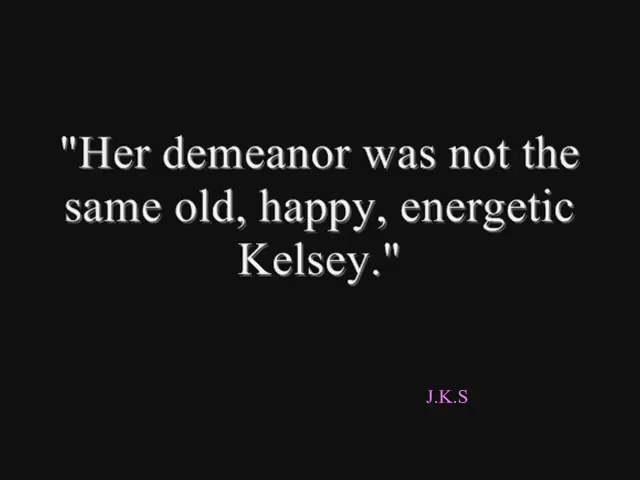 "Her demeanor was not the
same old, happy, energetic
Kelsey."
J.K.S